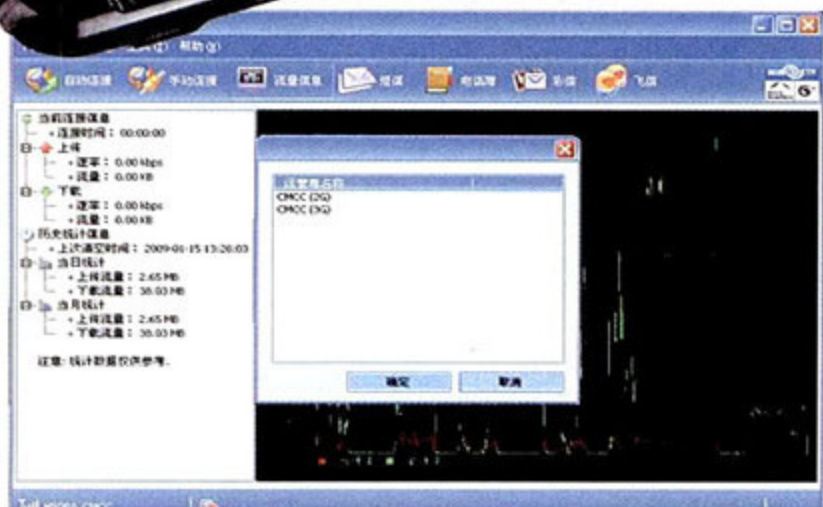 帮助(H)
自动连接 手动连接 流量信息 短信 电话簿 彩信 飞信
当前连接信息
连接时间: 00:00:00
上传
速率: 0.00 kbps
流量: 0.00 KB
下载
速率: 0.00 kbps
流量: 0.00 KB
历史统计信息
上次清空时间: 2009-01-15 13:26:03
当日统计
上传流量: 2.65 MB
下载流量: 38.03 MB
当月统计
上传流量: 2.65 MB
下载流量: 38.03 MB
注意: 统计数据仅供参考.
运营商名称
CMCC (2G)
CMCC (3G)
确定 取消